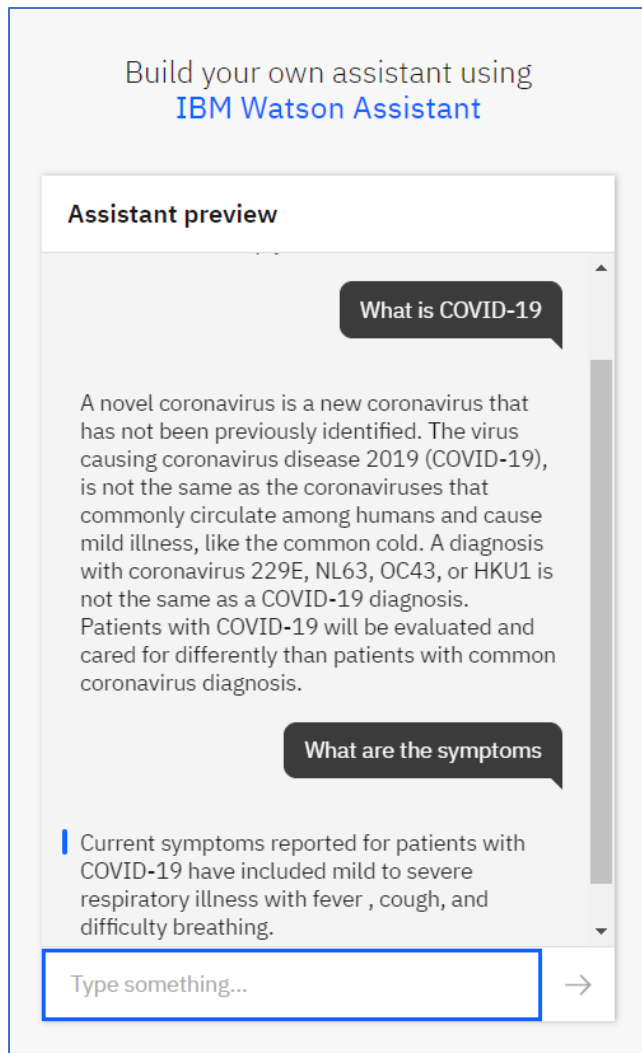 Build your own assistant using
IBM Watson Assistant
Assistant preview
What is COVID-19
A novel coronavirus is a new coronavirus that
has not been previously identified. The virus
causing coronavirus disease 2019 (COVID-19),
is not the same as the coronaviruses that
commonly circulate among humans and cause
mild illness, like the common cold. A diagnosis
with coronavirus 229E, NL63, OC43, or HKU1 is
not the same as a COVID-19 diagnosis.
Patients with COVID-19 will be evaluated and
cared for differently than patients with common
coronavirus diagnosis.
What are the symptoms
Current symptoms reported for patients with
COVID-19 have included mild to severe
respiratory illness with fever , cough, and
difficulty breathing.
Type something...